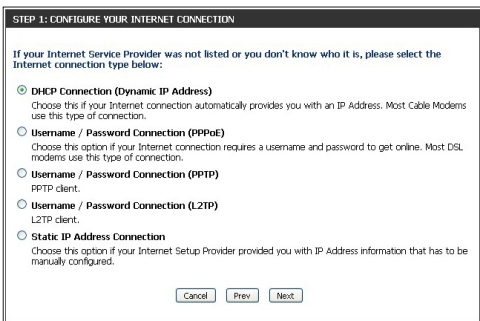 STEP 1: CONFIGURE YOUR INTERNET CONNECTION
If your Internet Service Provider was not listed or you don't know who it is, please select the
Internet connection type below:
DHCP Connection (Dynamic IP Address)
Choose this if your Internet connection automatically provides you with an IP Address. Most Cable Modems
use this type of connection.
Username / Password Connection (PPPoE)
Choose this option if your Internet connection requires a username and password to get online. Most DSL
modems use this type of connection.
Username / Password Connection (PPTP)
PPTP client.
Username / Password Connection (L2TP)
L2TP client.
Static IP Address Connection
Choose this option if your Internet Setup Provider provided you with IP Address information that has to be
manually configured.
Cancel Prev Next